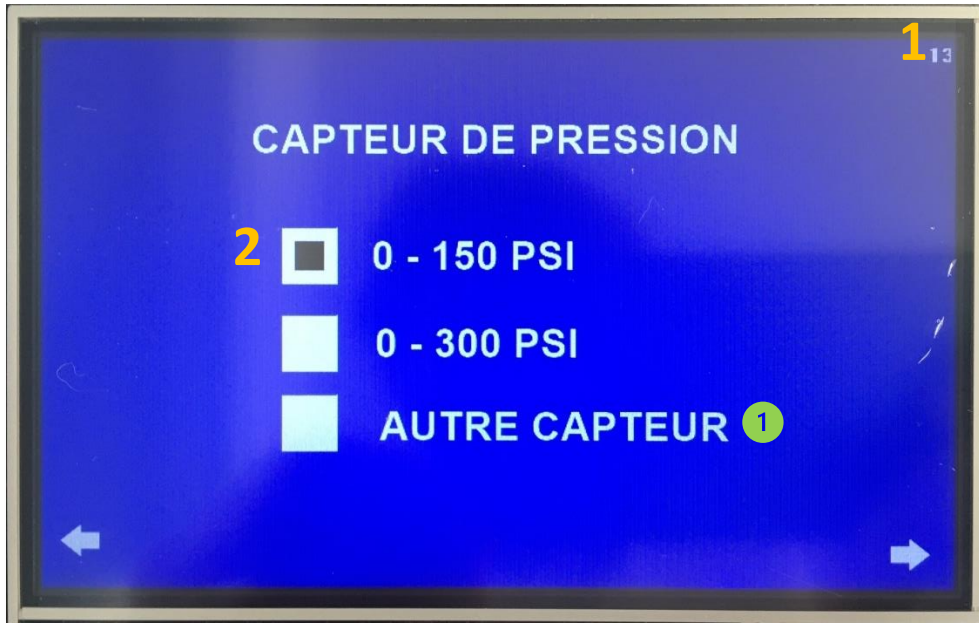 1 13
CAPTEUR DE PRESSION
2 0 - 150 PSI
0 - 300 PSI
AUTRE CAPTEUR 1